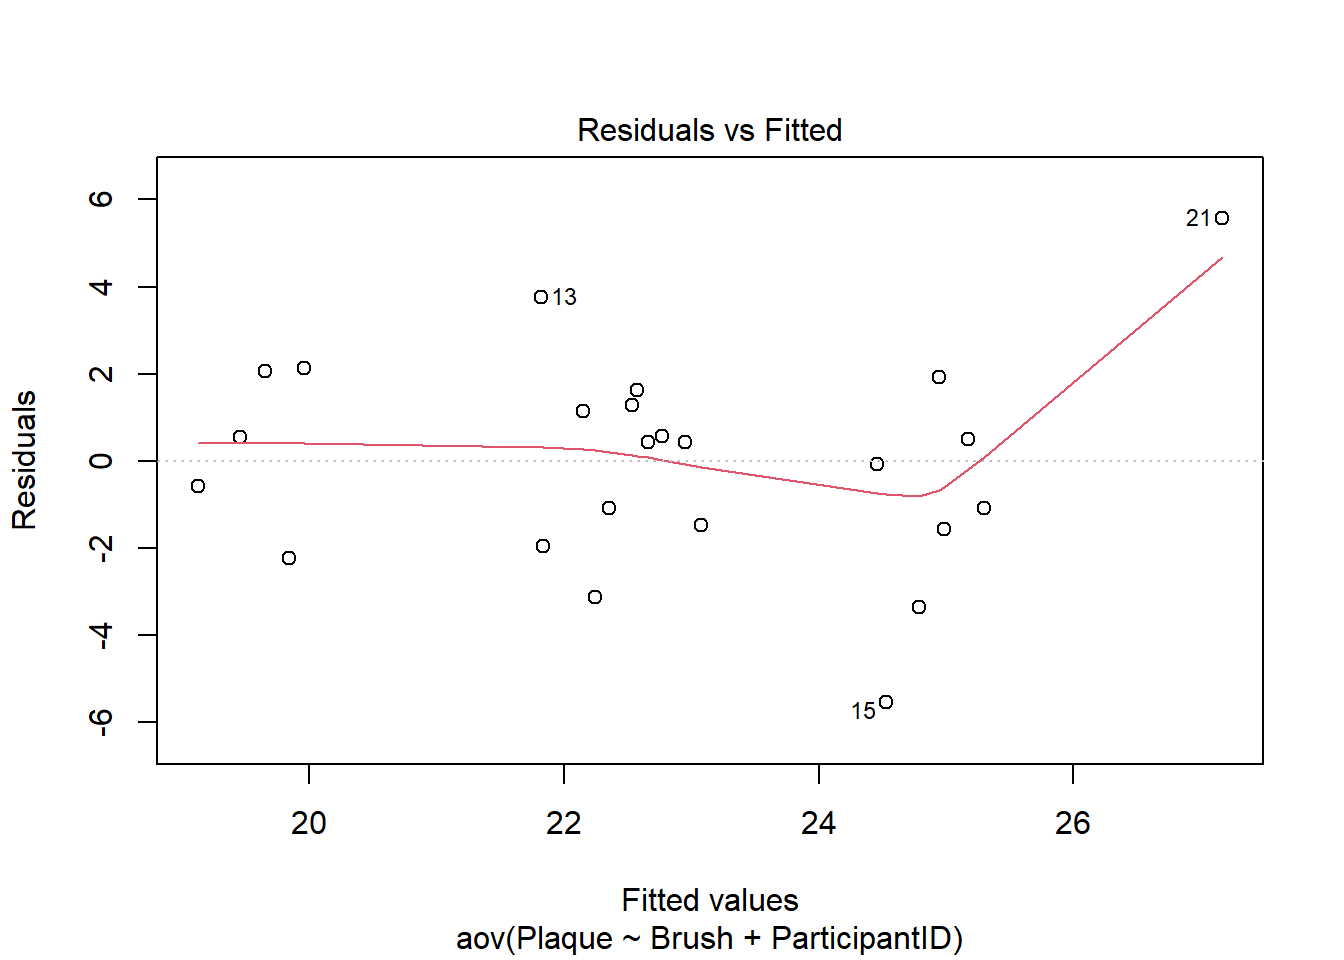 Residuals vs Fitted
Residuals
6
4
2
0
-2
-4
-6
21
13
15
20 22 24 26
Fitted values
aov(Plaque ~ Brush + ParticipantID)